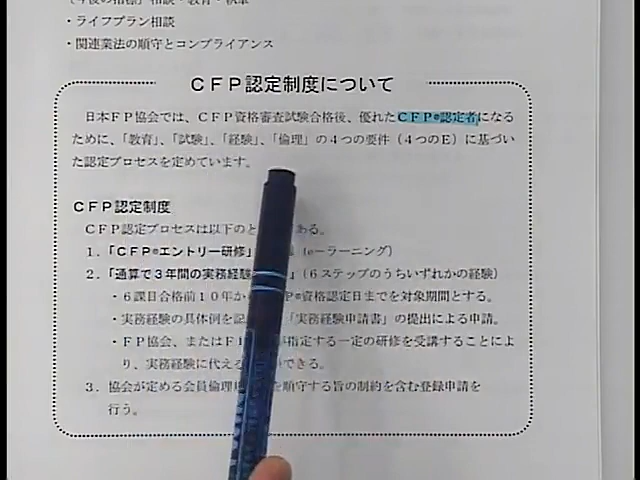 ・ライフプラン相談
・関連業法の順守とコンプライアンス
ＣＦＰ認定制度について
日本ＦＰ協会では、ＣＦＰ資格審査試験合格後、優れたＣＦＰ®認定者になる
ために、「教育」、「試験」、「経験」、「倫理」の４つの要件（４つのＥ）に基づい
た認定プロセスを定めています。
ＣＦＰ認定制度
ＣＦＰ認定プロセスは以下のと ある。
１．「ＣＦＰ®エントリー研修」 （e－ラーニング）
２．「通算で３年間の実務経験 」（６ステップのうちいずれかの経験）
・６課目合格前１０年か Ｐ®資格認定日までを対象期間とする。
・実務経験の具体例を記 「実務経験申請書」の提出による申請。
・ＦＰ協会、またはＦ が指定する一定の研修を受講することによ
り、実務経験に代える できる。
３．協会が定める会員倫理 を順守する旨の制約を含む登録申請を
行う。